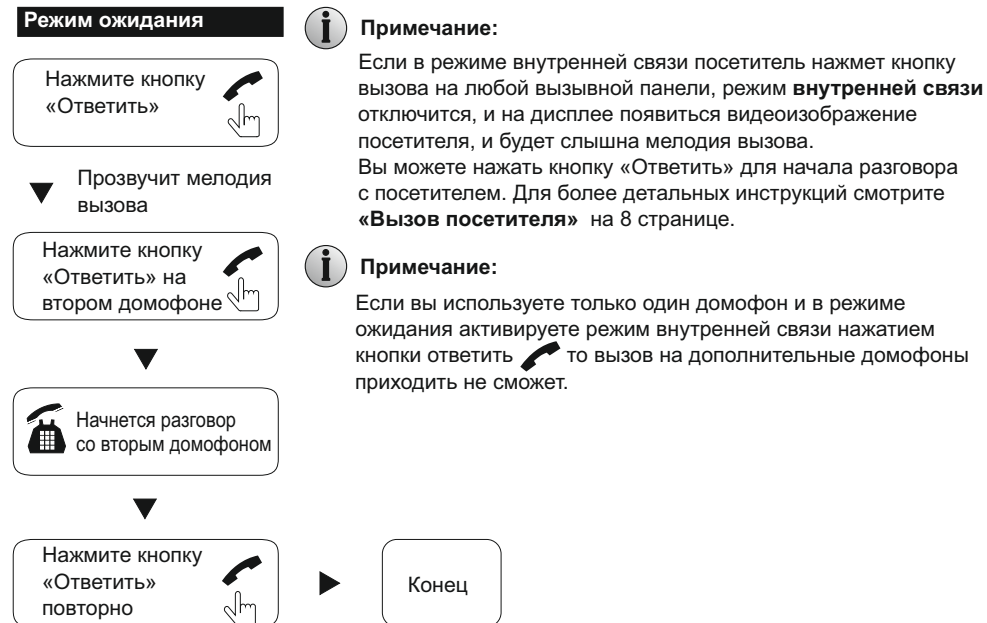 Режим ожидания
Нажмите кнопку
«Ответить»
Прозвучит мелодия
вызова
Нажмите кнопку
«Ответить» на
втором домофоне
Начнется разговор
со вторым домофоном
Нажмите кнопку
«Ответить»
повторно
Конец
Примечание:
Если в режиме внутренней связи посетитель нажмет кнопку
вызова на любой вызывной панели, режим внутренней связи
отключится, и на дисплее появиться видеоизображение
посетителя, и будет слышна мелодия вызова.
Вы можете нажать кнопку «Ответить» для начала разговора
с посетителем. Для более детальных инструкций смотрите
«Вызов посетителя» на 8 странице.
Примечание:
Если вы используете только один домофон и в режиме
ожидания активируете режим внутренней связи нажатием
кнопки ответить то вызов на дополнительные домофоны
приходить не сможет.